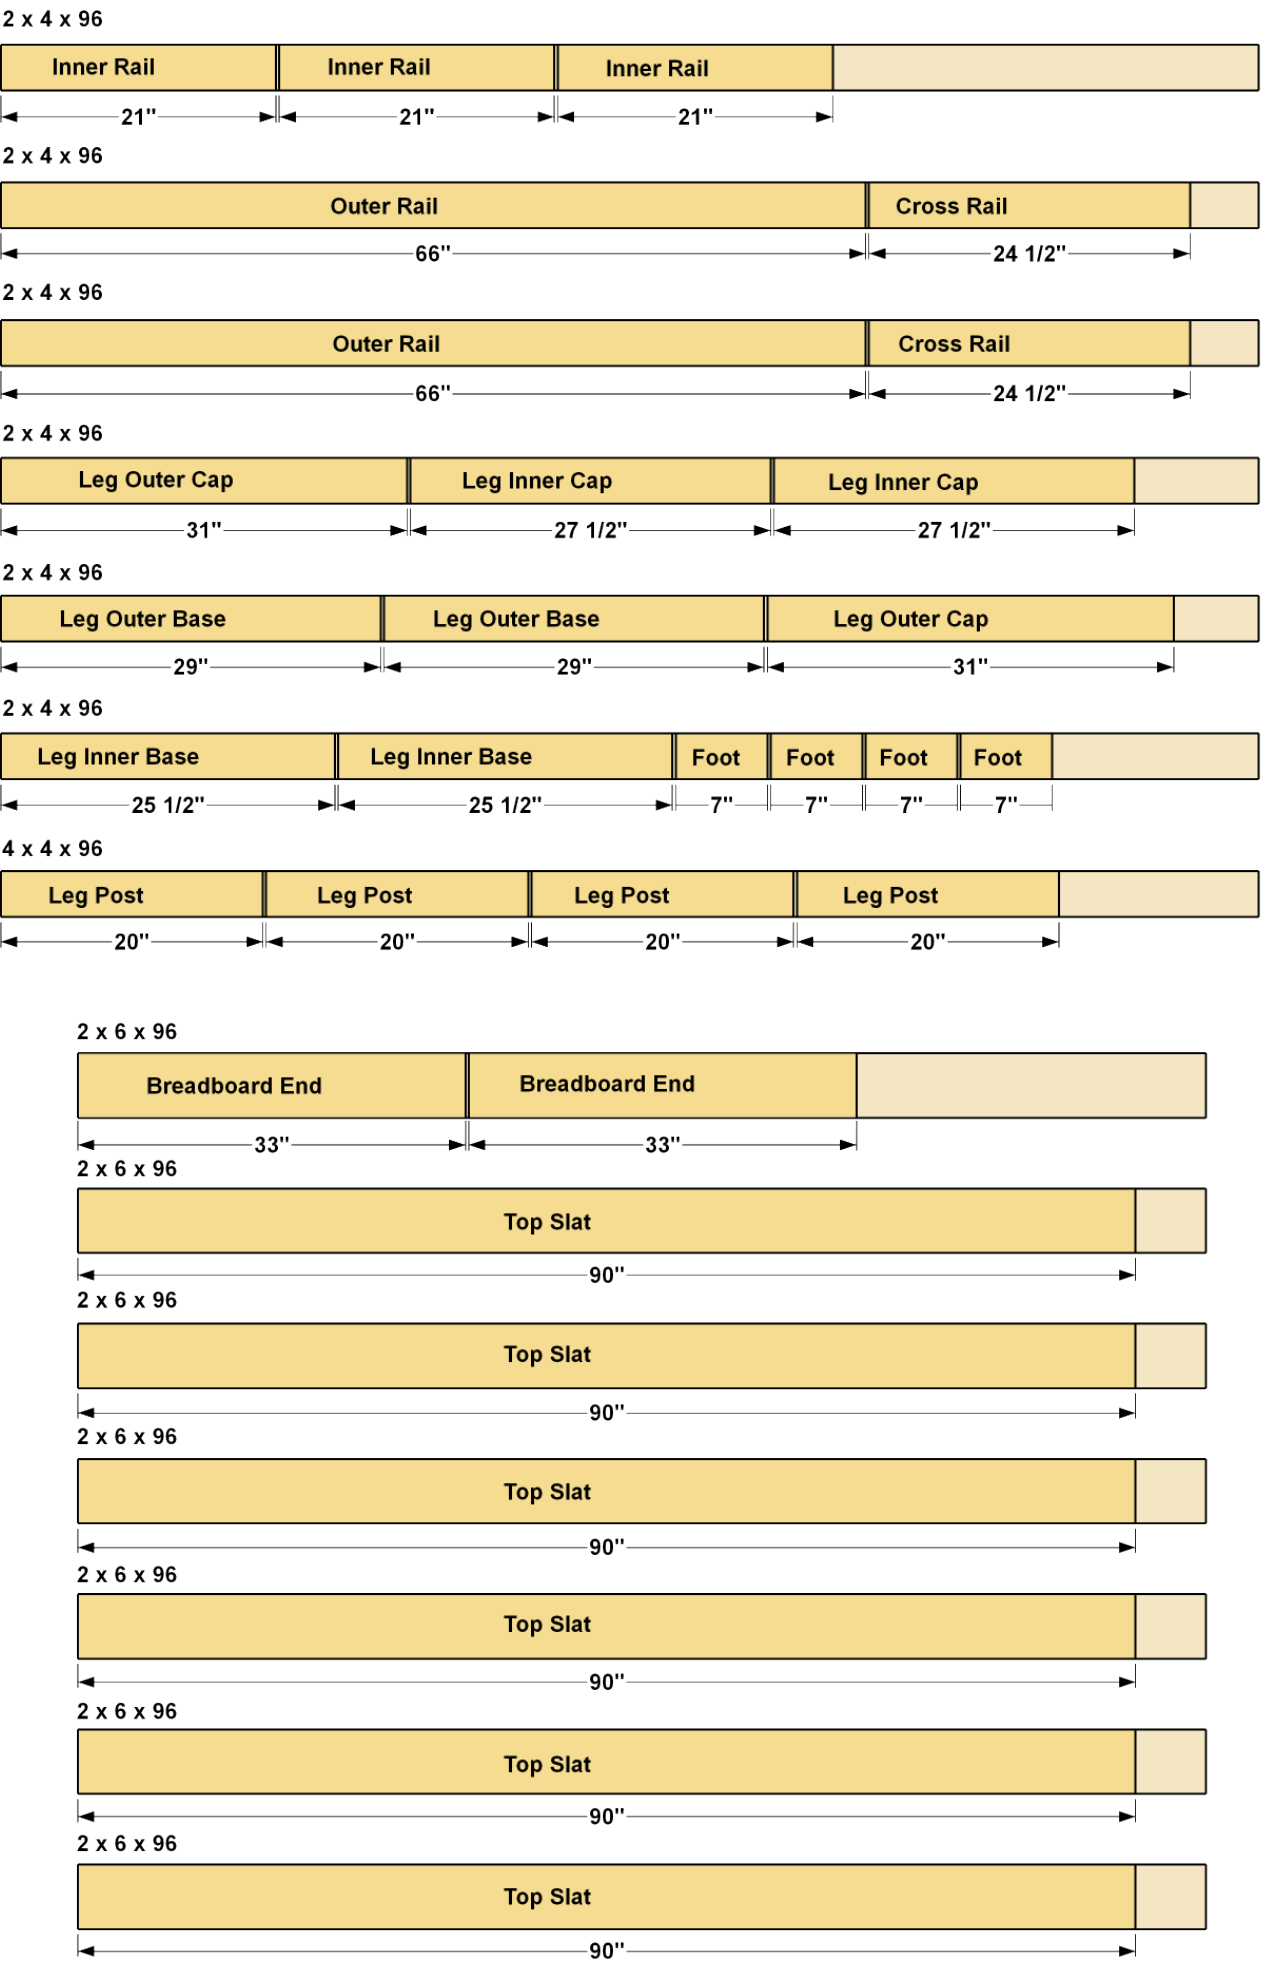 2 x 4 x 96
Inner Rail Inner Rail Inner Rail
21" 21" 21"
2 x 4 x 96
Outer Rail Cross Rail
66" 24 1/2"
2 x 4 x 96
Outer Rail Cross Rail
66" 24 1/2"
2 x 4 x 96
Leg Outer Cap Leg Inner Cap Leg Inner Cap
31" 27 1/2" 27 1/2"
2 x 4 x 96
Leg Outer Base Leg Outer Base Leg Outer Cap
29" 29" 31"
2 x 4 x 96
Leg Inner Base Leg Inner Base Foot Foot Foot Foot
25 1/2" 25 1/2" 7" 7" 7" 7"
4 x 4 x 96
Leg Post Leg Post Leg Post Leg Post
20" 20" 20" 20"
2 x 6 x 96
Breadboard End Breadboard End
33" 33"
2 x 6 x 96
Top Slat
90"
2 x 6 x 96
Top Slat
90"
2 x 6 x 96
Top Slat
90"
2 x 6 x 96
Top Slat
90"
2 x 6 x 96
Top Slat
90"
2 x 6 x 96
Top Slat
90"